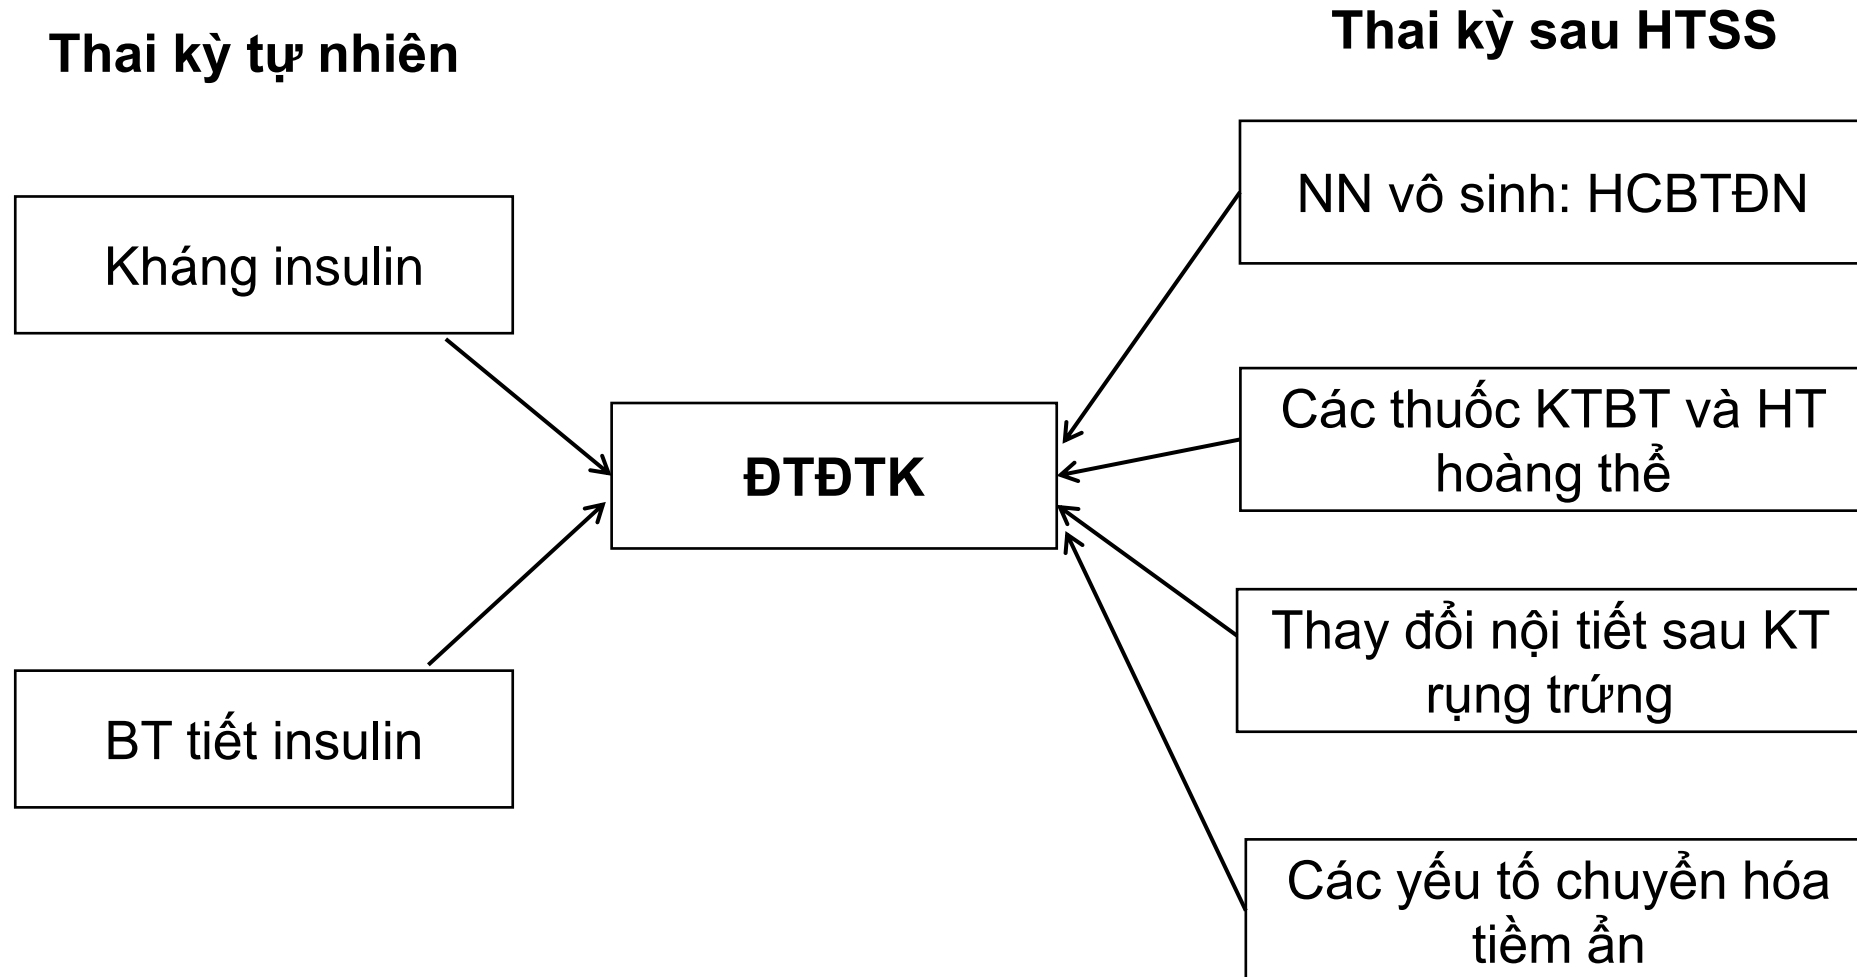 Thai kỳ tự nhiên
Thai kỳ sau HTSS
Kháng insulin
BT tiết insulin
ĐTĐTK
NN vô sinh: HCBTĐN
Các thuốc KTBT và HT
hoàng thể
Thay đổi nội tiết sau KT
rụng trứng
Các yếu tố chuyển hóa
tiềm ẩn